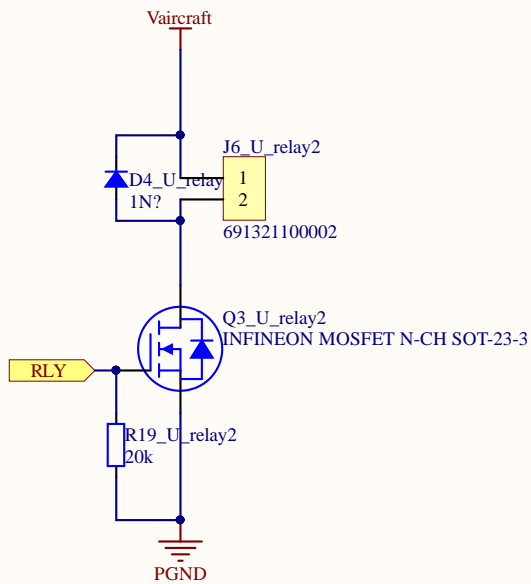 Vaircraft
J6_U_relay2
D4_U_relay
1
1N?
2
691321100002
Q3_U_relay2
INFINEON MOSFET N-CH SOT-23-3
RLY
R19_U_relay2
20k
PGND